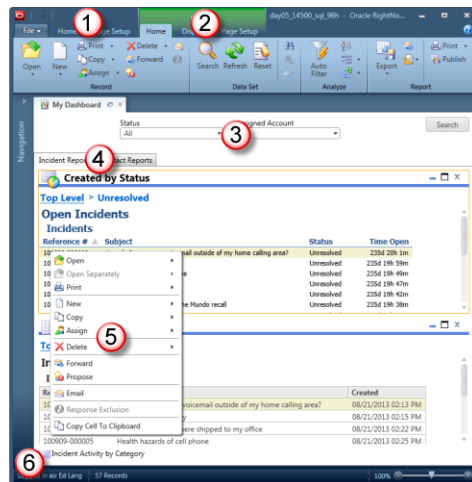 day05_14500_sql_96h - Oracle RightNo...
File Home Page Setup Home Page Setup
1
2
Open New Print Copy Assign Delete Forward
Search Refresh Reset
Auto Filter
Export Print Publish
Record Data Set Analyze Report
Navigation
My Dashboard
Status
All
Assigned Account
3
Search
Incident Reports
4
Contact Reports
Created by Status
Top Level > Unresolved
Open Incidents
Incidents
Reference # Subject Status Time Open
email outside of my home calling area? Unresolved 235d 20h 1m
Unresolved 235d 19h 59m
Unresolved 235d 19h 49m
Unresolved 235d 19h 47m
Unresolved 235d 19h 42m
Mundo recall Unresolved 235d 19h 38m
Open
Open Separately
Print
New
Copy
Assign
5
Delete
Forward
Propose
Email
Response Exclusion
Copy Cell To Clipboard
Created
voicemail outside of my home calling area? 08/21/2013 02:13 PM
08/21/2013 02:15 PM
were shipped to my office 08/21/2013 02:22 PM
100909-000005 Health hazards of cell phone 08/21/2013 02:25 PM
Incident Activity by Category
6
in as: Ed Lang 57 Records 100%